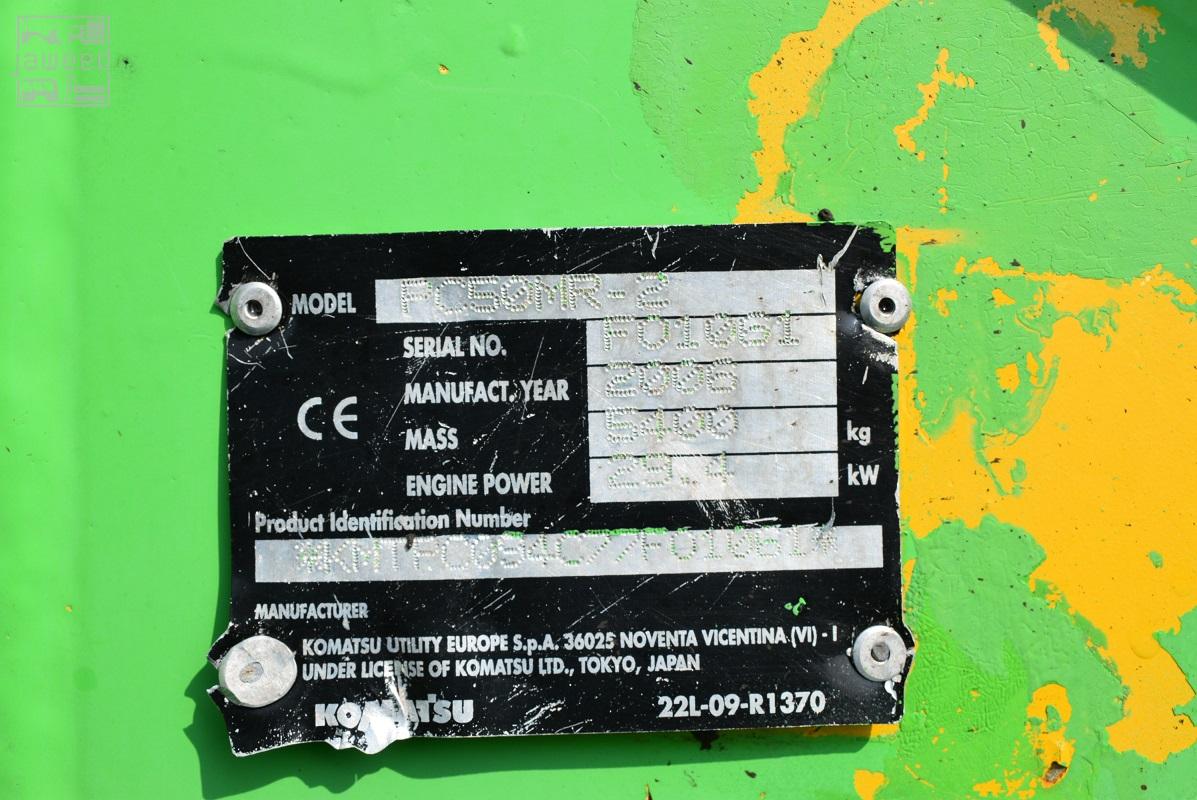 MODEL PC50MR-2
SERIAL NO. F01061
MANUFACT. YEAR 2006
CE
MASS 5400 kg
ENGINE POWER 29.4 kW
Product Identification Number
MANUFACTURER
KOMATSU UTILITY EUROPE S.p.A. 36025 NOVENTA VICENTINA (VI) - I
UNDER LICENSE OF KOMATSU LTD., TOKYO, JAPAN
KOMATSU
22L-09-R1370